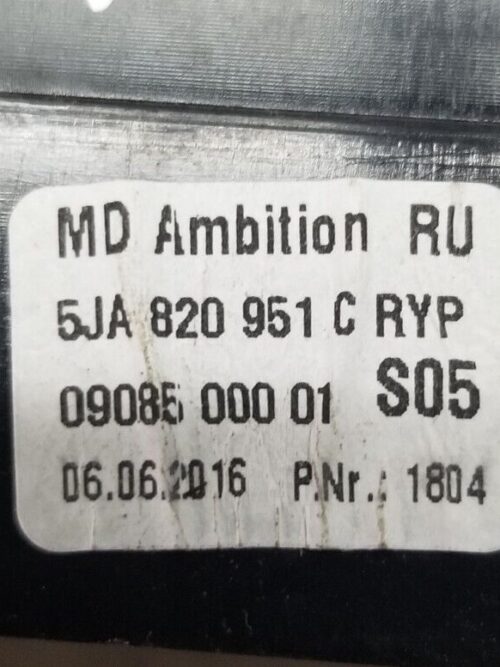 MD Ambition RU
5JA 820 951 C RYP
09085 000 01 S05
06.06.2016 P.Nr.: 1804